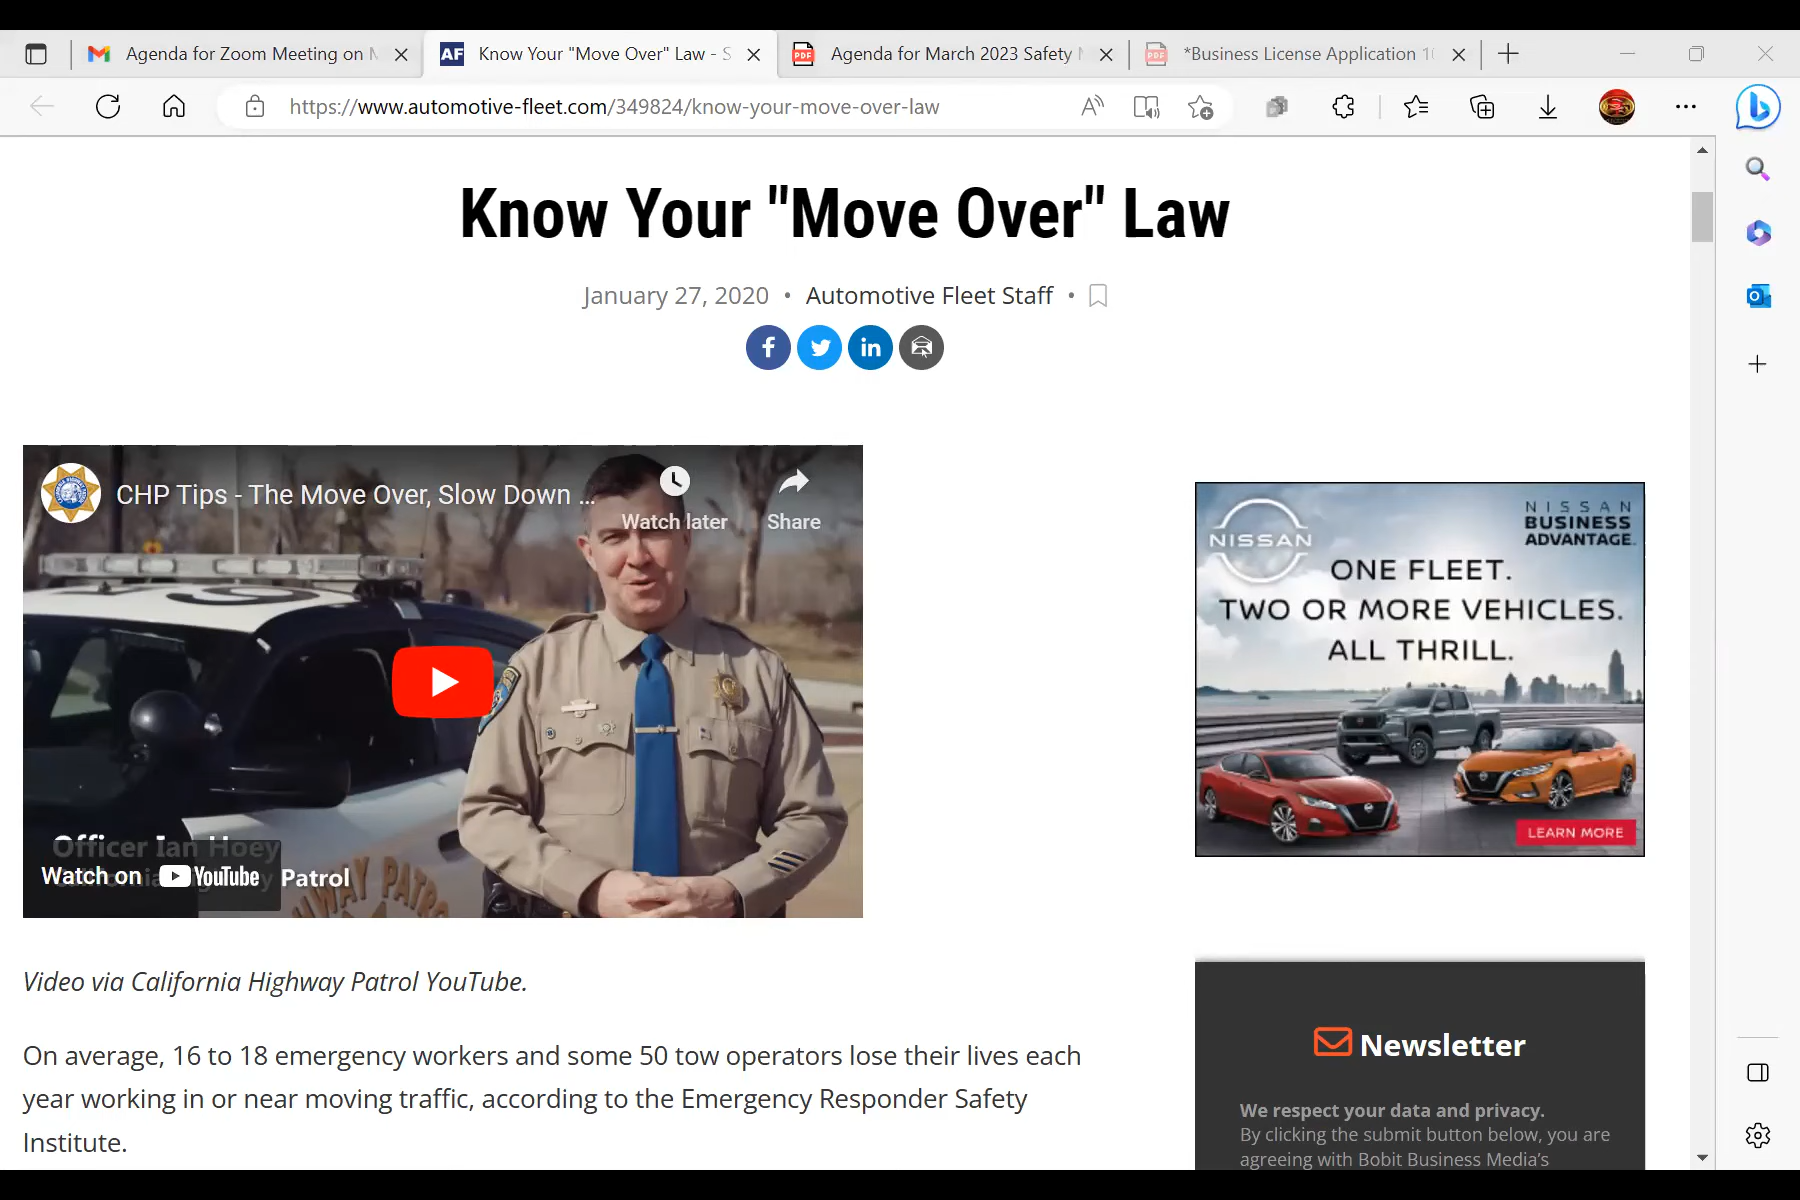 Agenda for Zoom Meeting on
Know Your "Move Over" Law - S
Agenda for March 2023 Safety
*Business License Application 1
https://www.automotive-fleet.com/349824/know-your-move-over-law
Know Your "Move Over" Law
January 27, 2020 • Automotive Fleet Staff •
CHP Tips - The Move Over, Slow Down ...
Watch later
Share
Officer Ian Hoey
Watch on YouTube
Patrol
NISSAN
NISSAN
BUSINESS
ADVANTAGE.
ONE FLEET.
TWO OR MORE VEHICLES.
ALL THRILL.
LEARN MORE
Video via California Highway Patrol YouTube.
On average, 16 to 18 emergency workers and some 50 tow operators lose their lives each
year working in or near moving traffic, according to the Emergency Responder Safety
Institute.
Newsletter
We respect your data and privacy.
By clicking the submit button below, you are
agreeing with Bobit Business Media's